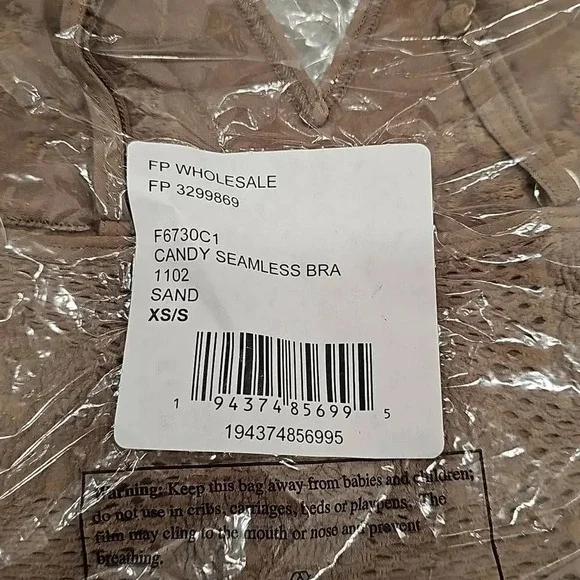 FP WHOLESALE
FP 3299869
F6730C1
CANDY SEAMLESS BRA
1102
SAND
XS/S
1 94374 85699 5
194374856995
Warning: Keep this bag away from babies and children;
do not use in cribs, carriages, beds or playpens. The
film may cling to the mouth or nose and prevent
breathing.